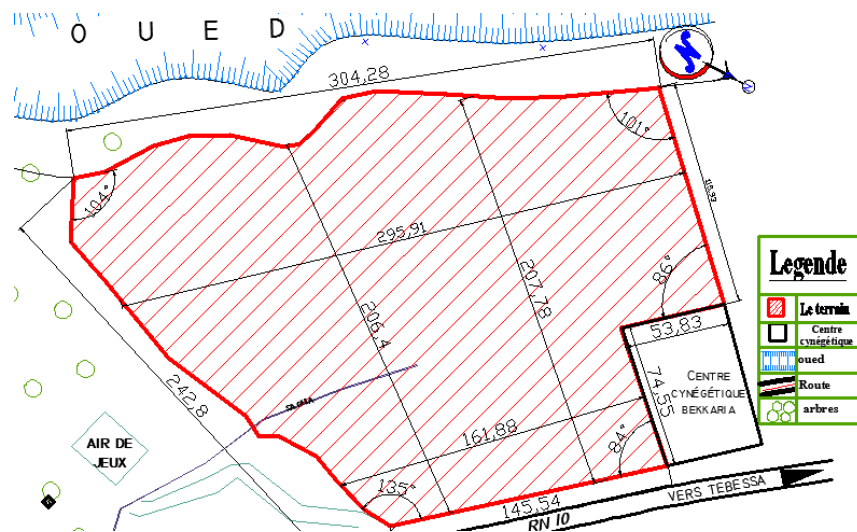 O U E D
304,28
N
101°
104°
295,91
86°
207,78
206,4
53,83
74,55
CENTRE
CYNÉGÉTIQUE
BEKKARIA
242,8
161,88
84°
135°
145,54
RN 10
VERS TEBESSA
AIR DE
JEUX
Legende
Le terrain
Centre
cynégétique
oued
Route
arbres